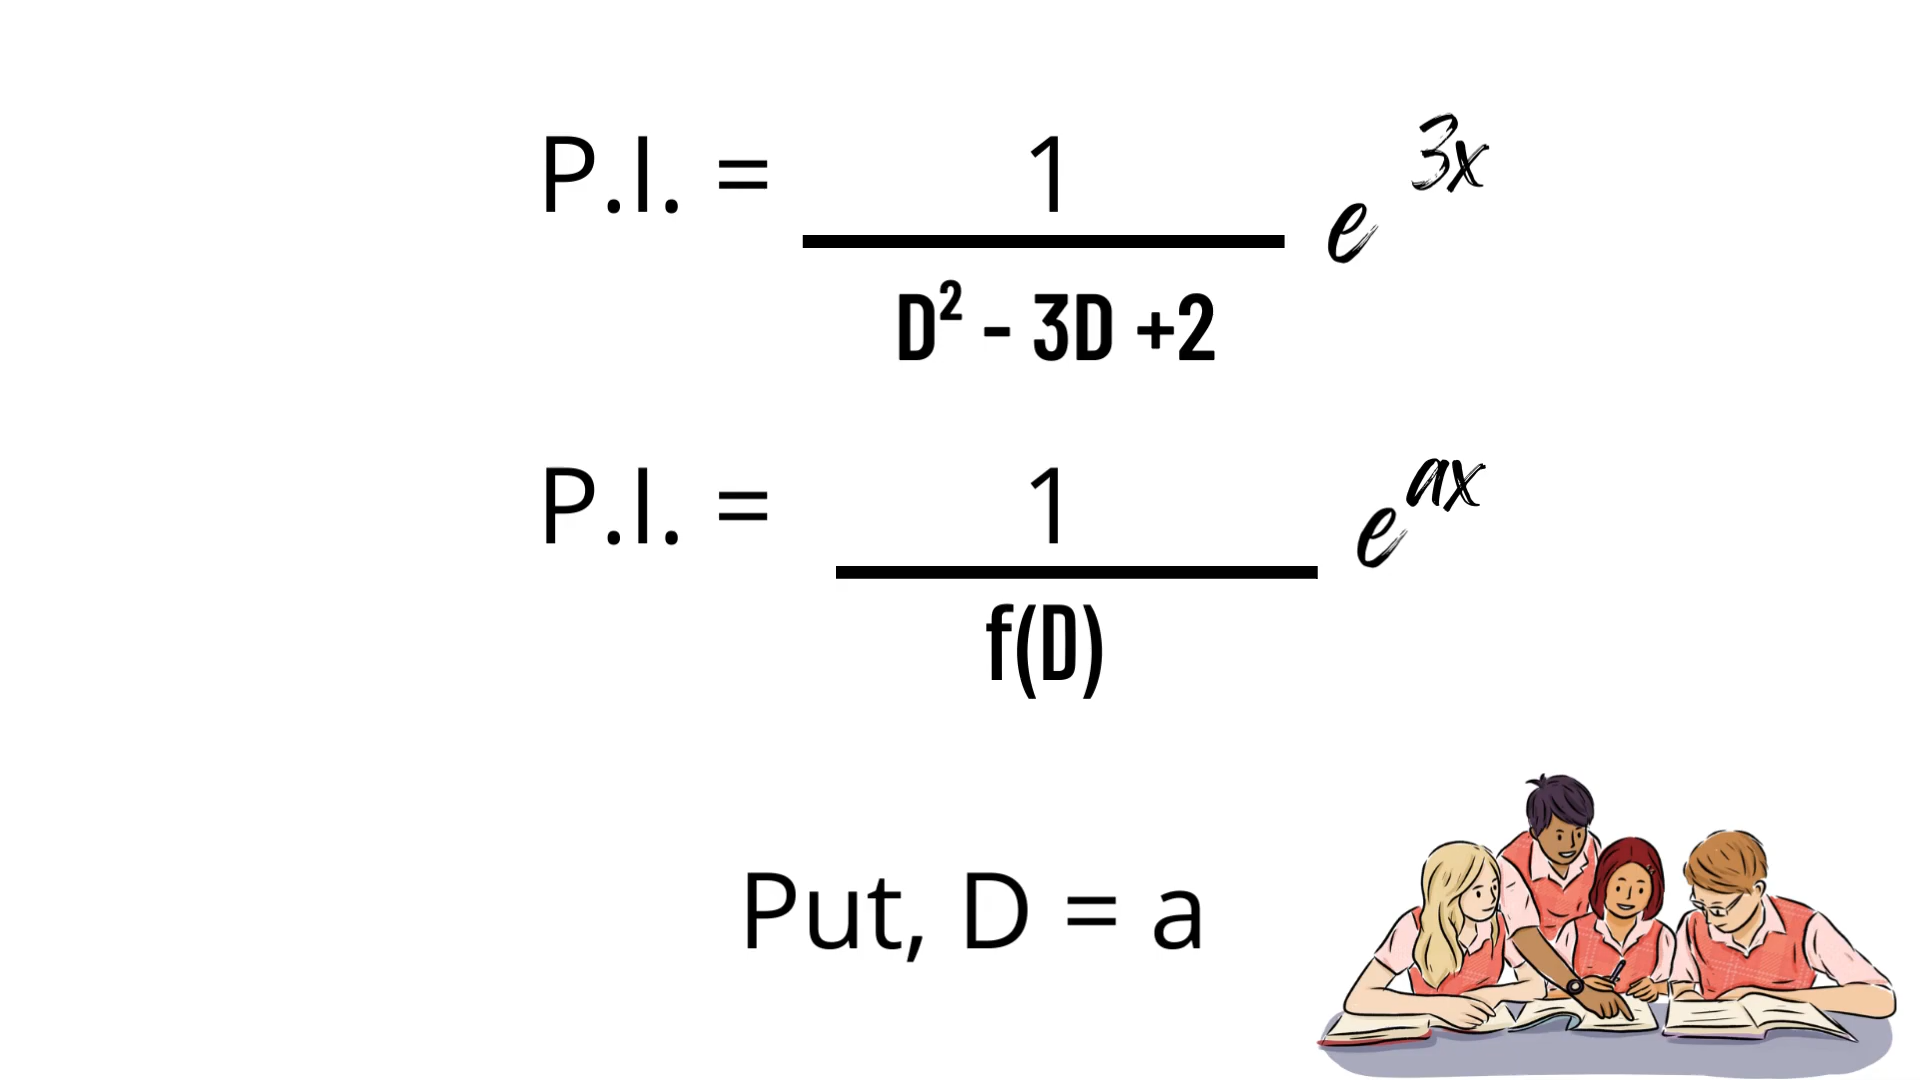 P.I. = 1 e 3x
D² - 3D +2
P.I. = 1 e ax
f(D)
Put, D = a